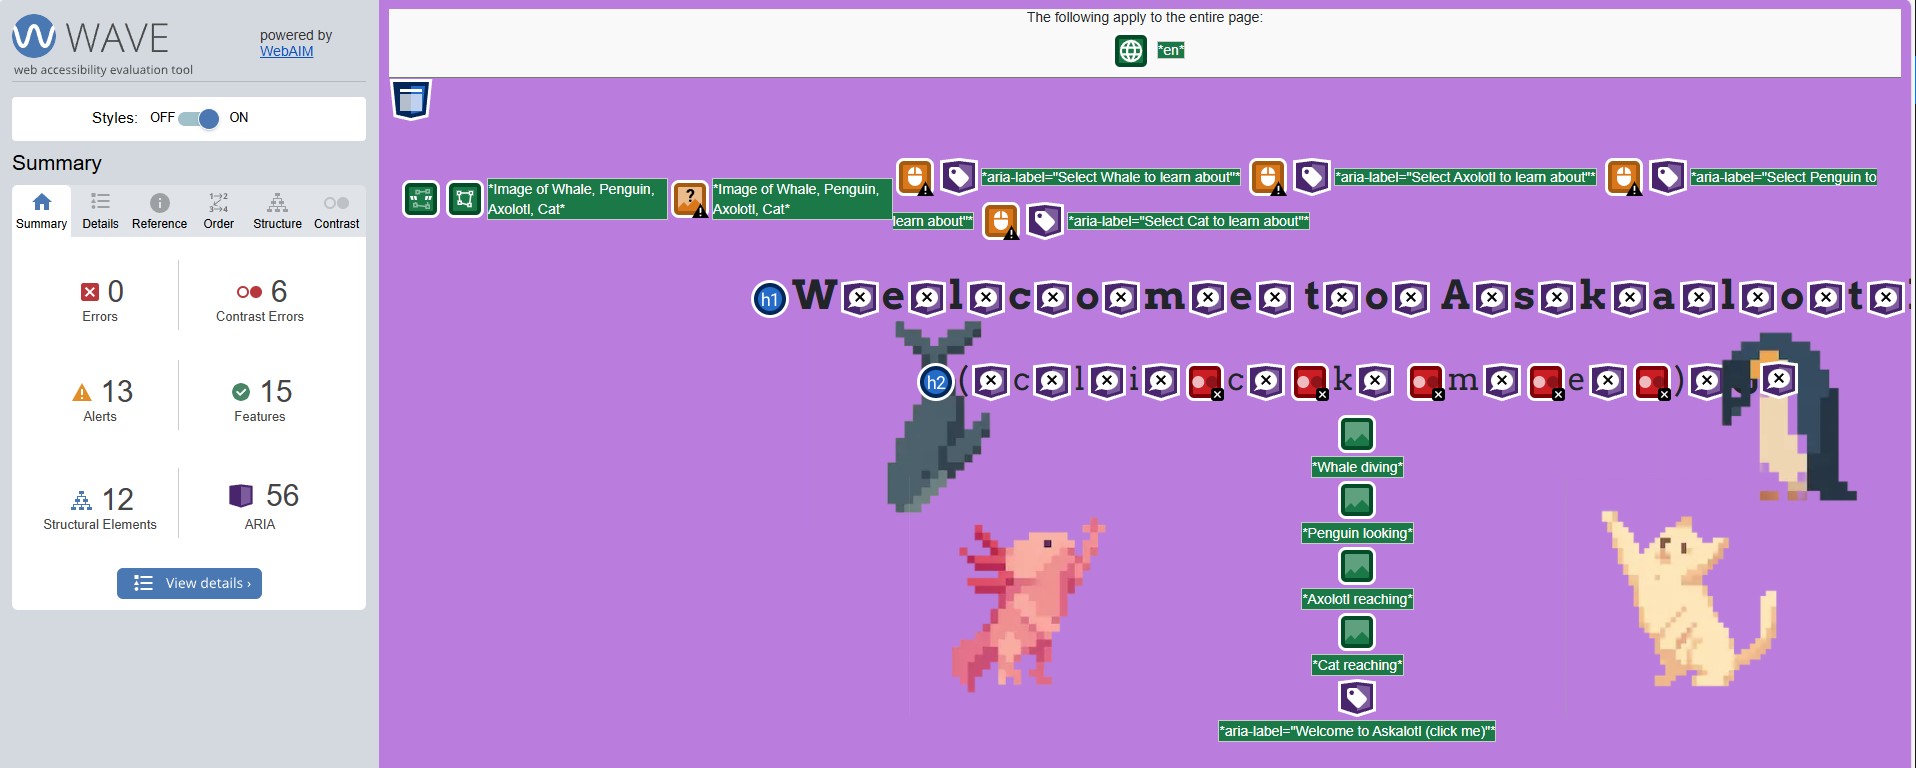 WAVE
web accessibility evaluation tool
powered by
WebAIM
Styles: OFF ON
Summary
Summary Details Reference Order Structure Contrast
0
Errors
6
Contrast Errors
13
Alerts
15
Features
12
Structural Elements
56
ARIA
View details ›
The following apply to the entire page:
*en*
*Image of Whale, Penguin,
Axolotl, Cat*
*Image of Whale, Penguin,
Axolotl, Cat*
*aria-label="Select Whale to learn about"* *aria-label="Select Axolotl to learn about"* *aria-label="Select Penguin to
learn about"* *aria-label="Select Cat to learn about"*
h1 Welcome to Askalot
h2 (click me)
*Whale diving*
*Penguin looking*
*Axolotl reaching*
*Cat reaching*
*aria-label="Welcome to Askalotl (click me)"*